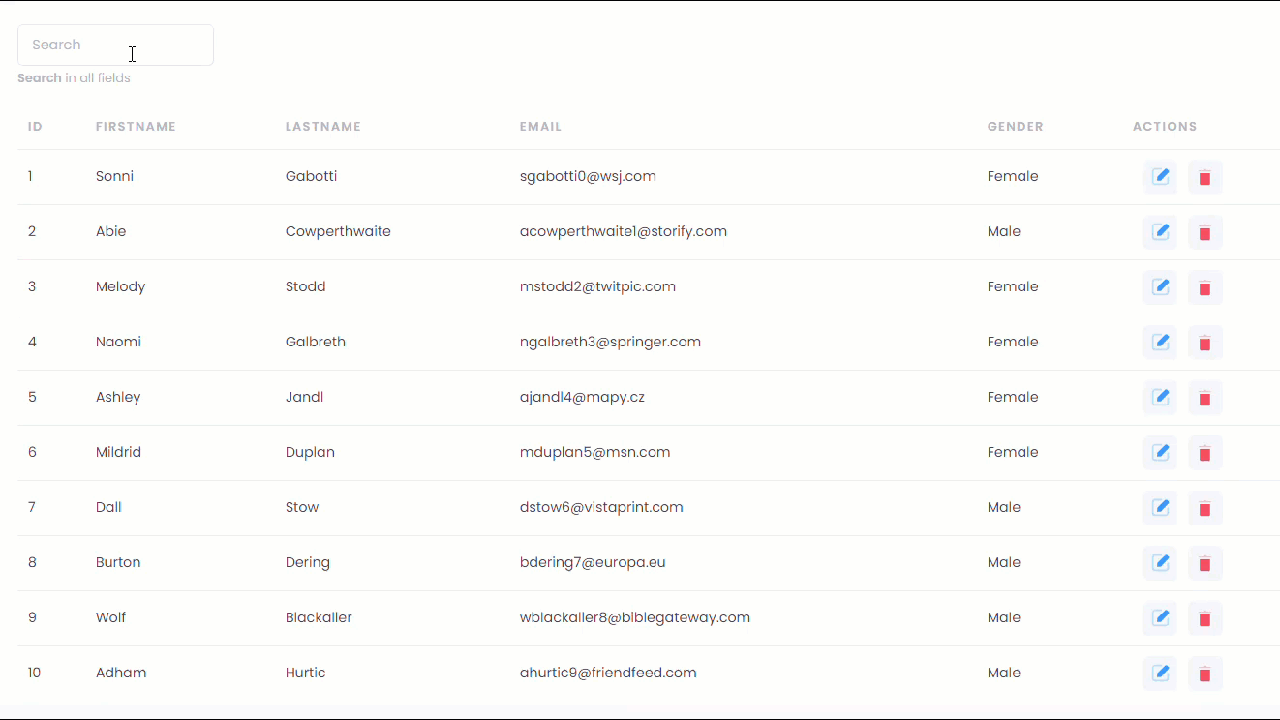 Search
Search in all fields
ID FIRSTNAME LASTNAME EMAIL GENDER ACTIONS
1 Sonni Gabotti sgabotti0@wsj.com Female
2 Abie Cowperthwaite acowperthwaite1@storify.com Male
3 Melody Stodd mstodd2@twitpic.com Female
4 Naomi Galbreth ngalbreth3@springer.com Female
5 Ashley Jandl ajandl4@mapy.cz Female
6 Mildrid Duplan mduplan5@msn.com Female
7 Dall Stow dstow6@vistaprint.com Male
8 Burton Dering bdering7@europa.eu Male
9 Wolf Blackaller wblackaller8@biblegateway.com Male
10 Adham Hurtic ahurtic9@friendfeed.com Male